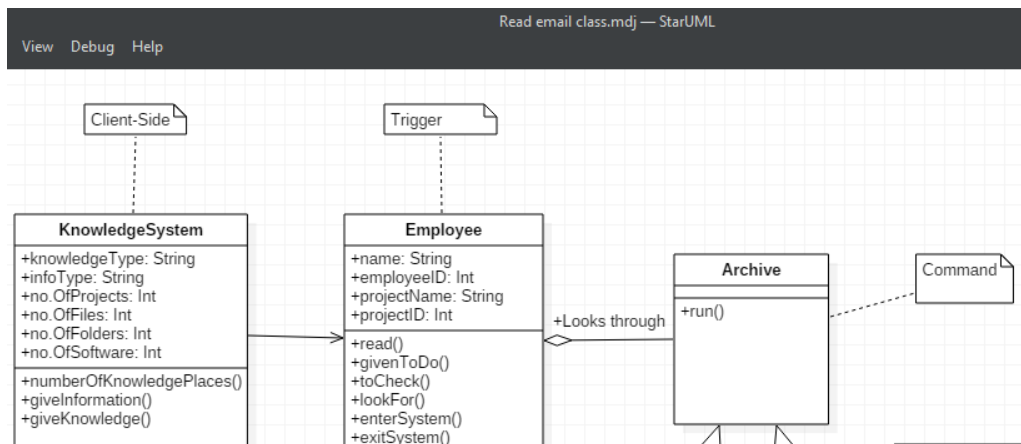 Read email class.mdj — StarUML
View Debug Help
Client-Side
Trigger
KnowledgeSystem
+knowledgeType: String
+infoType: String
+no.OfProjects: Int
+no.OfFiles: Int
+no.OfFolders: Int
+no.OfSoftware: Int
+numberOfKnowledgePlaces()
+giveInformation()
+giveKnowledge()
Employee
+name: String
+employeeID: Int
+projectName: String
+projectID: Int
+read()
+givenToDo()
+toCheck()
+lookFor()
+enterSystem()
+exitSystem()
+Looks through
Archive
+run()
Command